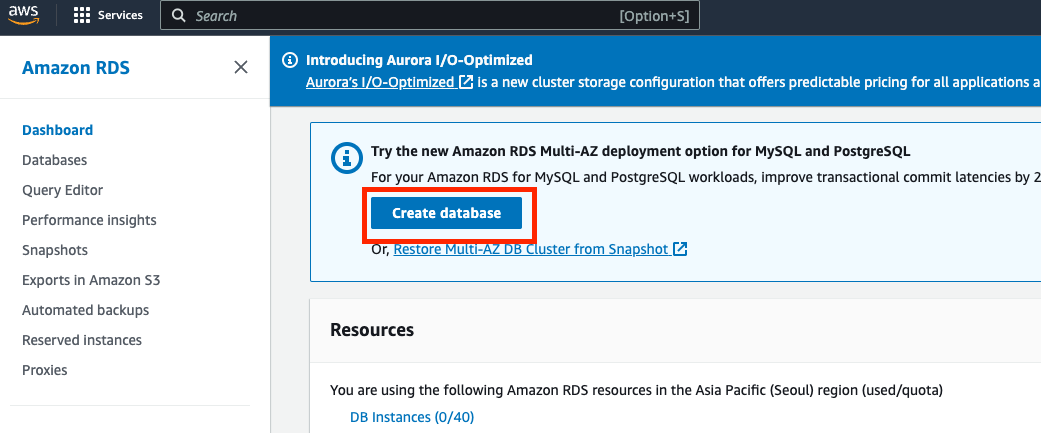 aws
Services
Search
[Option+S]
Amazon RDS
Dashboard
Databases
Query Editor
Performance insights
Snapshots
Exports in Amazon S3
Automated backups
Reserved instances
Proxies
Introducing Aurora I/O-Optimized
Aurora's I/O-Optimized is a new cluster storage configuration that offers predictable pricing for all applications a
Try the new Amazon RDS Multi-AZ deployment option for MySQL and PostgreSQL
For your Amazon RDS for MySQL and PostgreSQL workloads, improve transactional commit latencies by 2
Create database
Or, Restore Multi-AZ DB Cluster from Snapshot
Resources
You are using the following Amazon RDS resources in the Asia Pacific (Seoul) region (used/quota)
DB Instances (0/40)